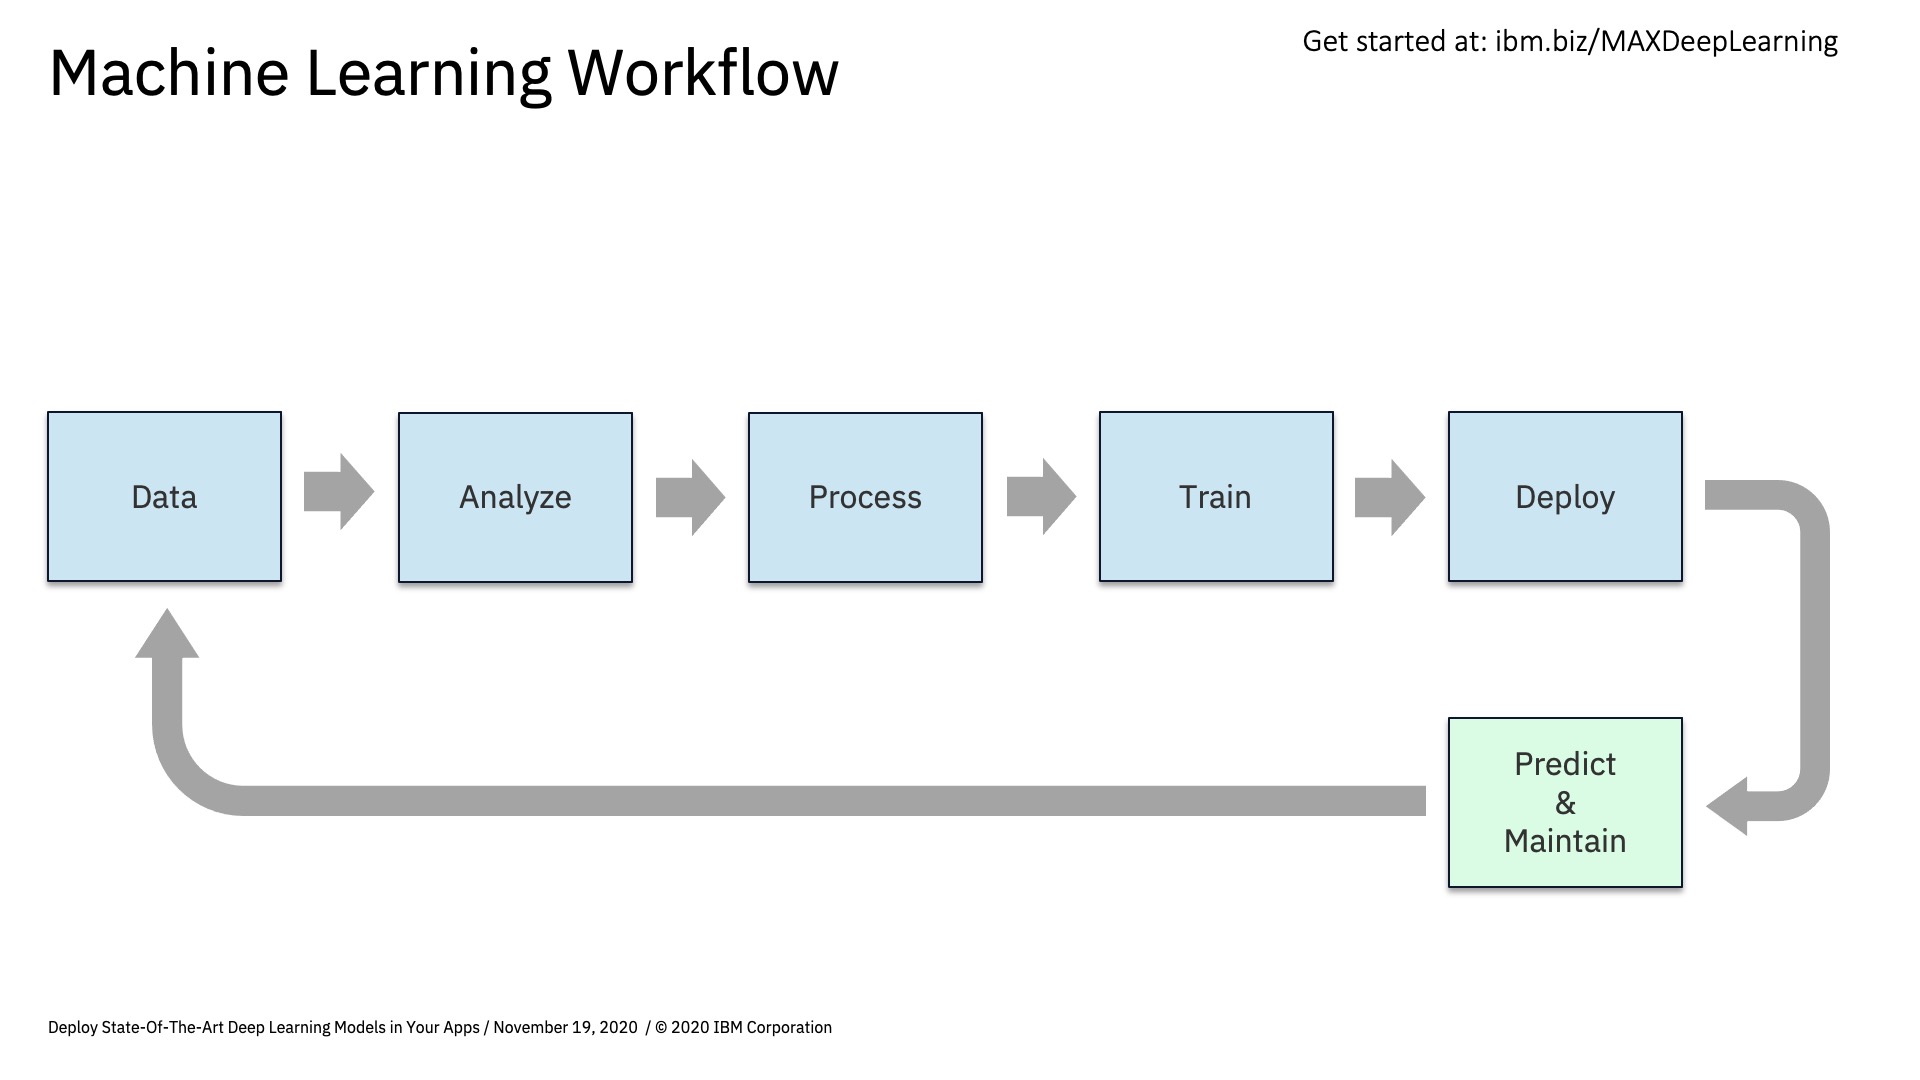 Machine Learning Workflow
Get started at: ibm.biz/MAXDeepLearning
Data
Analyze
Process
Train
Deploy
Predict
&
Maintain
Deploy State-Of-The-Art Deep Learning Models in Your Apps / November 19, 2020 / © 2020 IBM Corporation